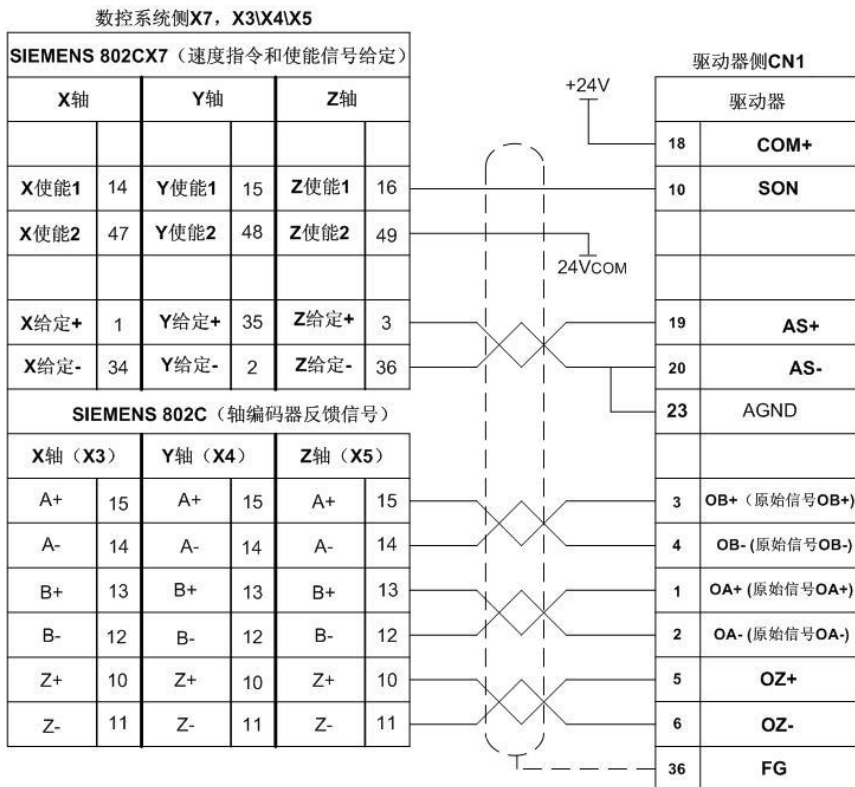 数控系统侧X7，X3\X4\X5
SIEMENS 802CX7（速度指令和使能信号给定）
X轴 Y轴 Z轴
X使能1 14 Y使能1 15 Z使能1 16
X使能2 47 Y使能2 48 Z使能2 49
X给定+ 1 Y给定+ 35 Z给定+ 3
X给定- 34 Y给定- 2 Z给定- 36
SIEMENS 802C（轴编码器反馈信号）
X轴（X3） Y轴（X4） Z轴（X5）
A+ 15 A+ 15 A+ 15
A- 14 A- 14 A- 14
B+ 13 B+ 13 B+ 13
B- 12 B- 12 B- 12
Z+ 10 Z+ 10 Z+ 10
Z- 11 Z- 11 Z- 11
+24V
24VCOM
驱动器侧CN1
驱动器
18 COM+
10 SON
19 AS+
20 AS-
23 AGND
3 OB+（原始信号OB+)
4 OB- (原始信号OB-)
1 OA+ (原始信号OA+)
2 OA- (原始信号OA-)
5 OZ+
6 OZ-
36 FG